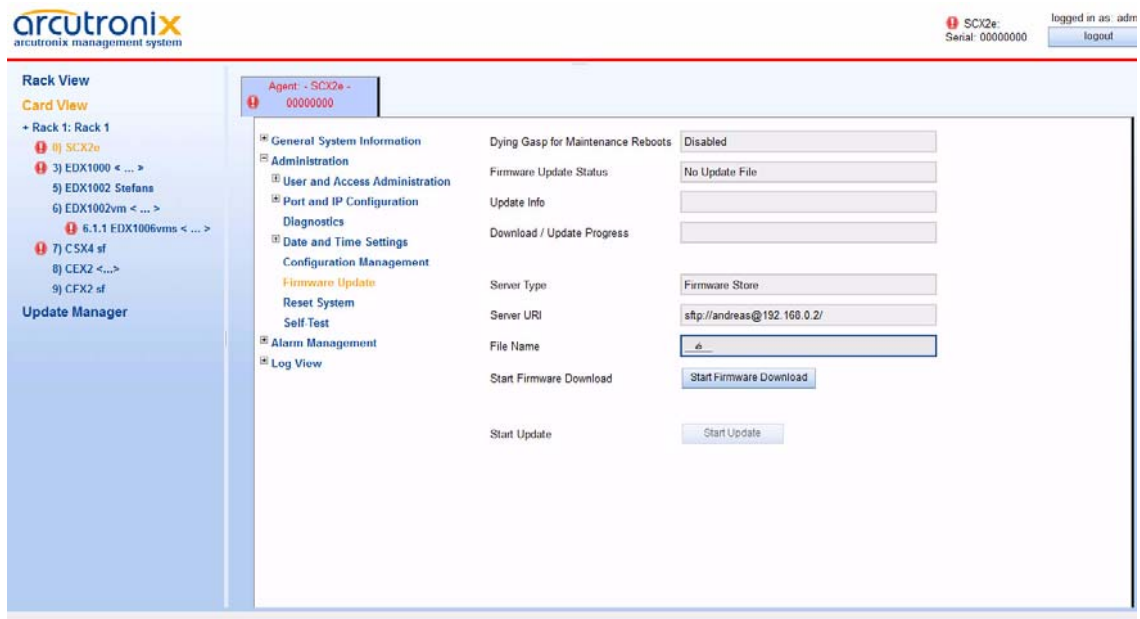 arcutronix
arcutronix management system
SCX2e:
Serial: 00000000
logged in as: adm
logout
Rack View
Card View
+ Rack 1: Rack 1
0) SCX2e
3) EDX1000 < ... >
5) EDX1002 Stefans
6) EDX1002vm < ... >
6.1.1 EDX1006vms < ... >
7) CSX4 sf
8) CEX2 <...>
9) CFX2 sf
Update Manager
Agent: - SCX2e -
00000000
General System Information
Administration
User and Access Administration
Port and IP Configuration
Diagnostics
Date and Time Settings
Configuration Management
Firmware Update
Reset System
Self-Test
Alarm Management
Log View
Dying Gasp for Maintenance Reboots Disabled
Firmware Update Status No Update File
Update Info
Download / Update Progress
Server Type Firmware Store
Server URI sftp://andreas@192.168.0.2/
File Name
Start Firmware Download Start Firmware Download
Start Update Start Update